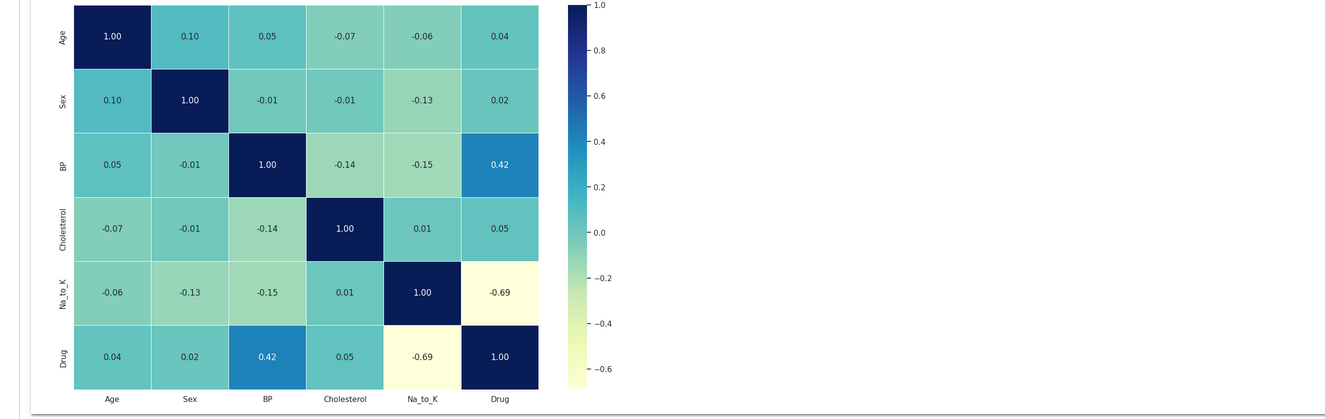 Age 1.00 0.10 0.05 -0.07 -0.06 0.04
Sex 0.10 1.00 -0.01 -0.01 -0.13 0.02
BP 0.05 -0.01 1.00 -0.14 -0.15 0.42
Cholesterol -0.07 -0.01 -0.14 1.00 0.01 0.05
Na_to_K -0.06 -0.13 -0.15 0.01 1.00 -0.69
Drug 0.04 0.02 0.42 0.05 -0.69 1.00
Age Sex BP Cholesterol Na_to_K Drug
1.0
0.8
0.6
0.4
0.2
0.0
−0.2
−0.4
−0.6